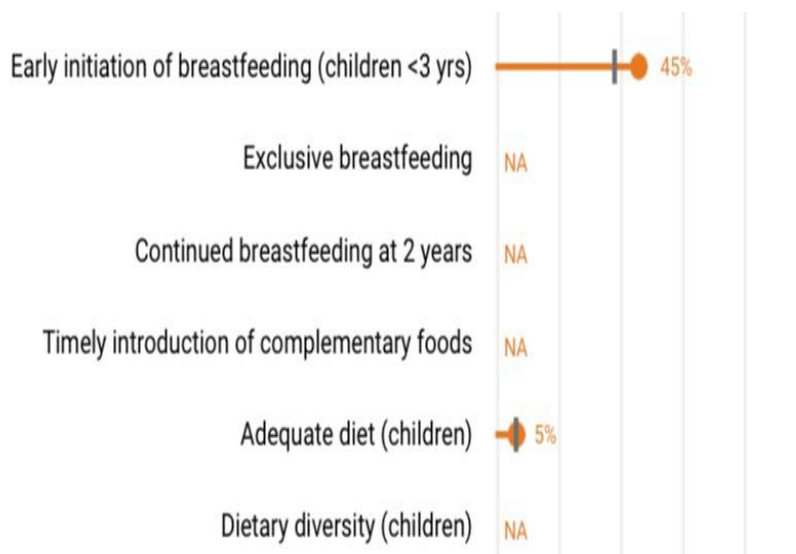 Early initiation of breastfeeding (children <3 yrs) 45%
Exclusive breastfeeding NA
Continued breastfeeding at 2 years NA
Timely introduction of complementary foods NA
Adequate diet (children) 5%
Dietary diversity (children) NA